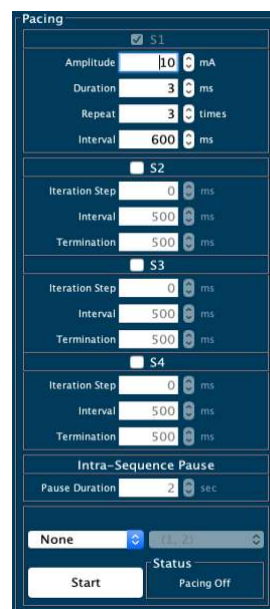 Pacing
S1
Amplitude 10 mA
Duration 3 ms
Repeat 3 times
Interval 600 ms
S2
Iteration Step 0 ms
Interval 500 ms
Termination 500 ms
S3
Iteration Step 0 ms
Interval 500 ms
Termination 500 ms
S4
Iteration Step 0 ms
Interval 500 ms
Termination 500 ms
Intra-Sequence Pause
Pause Duration 2 sec
None (1, 2)
Status
Start Pacing Off